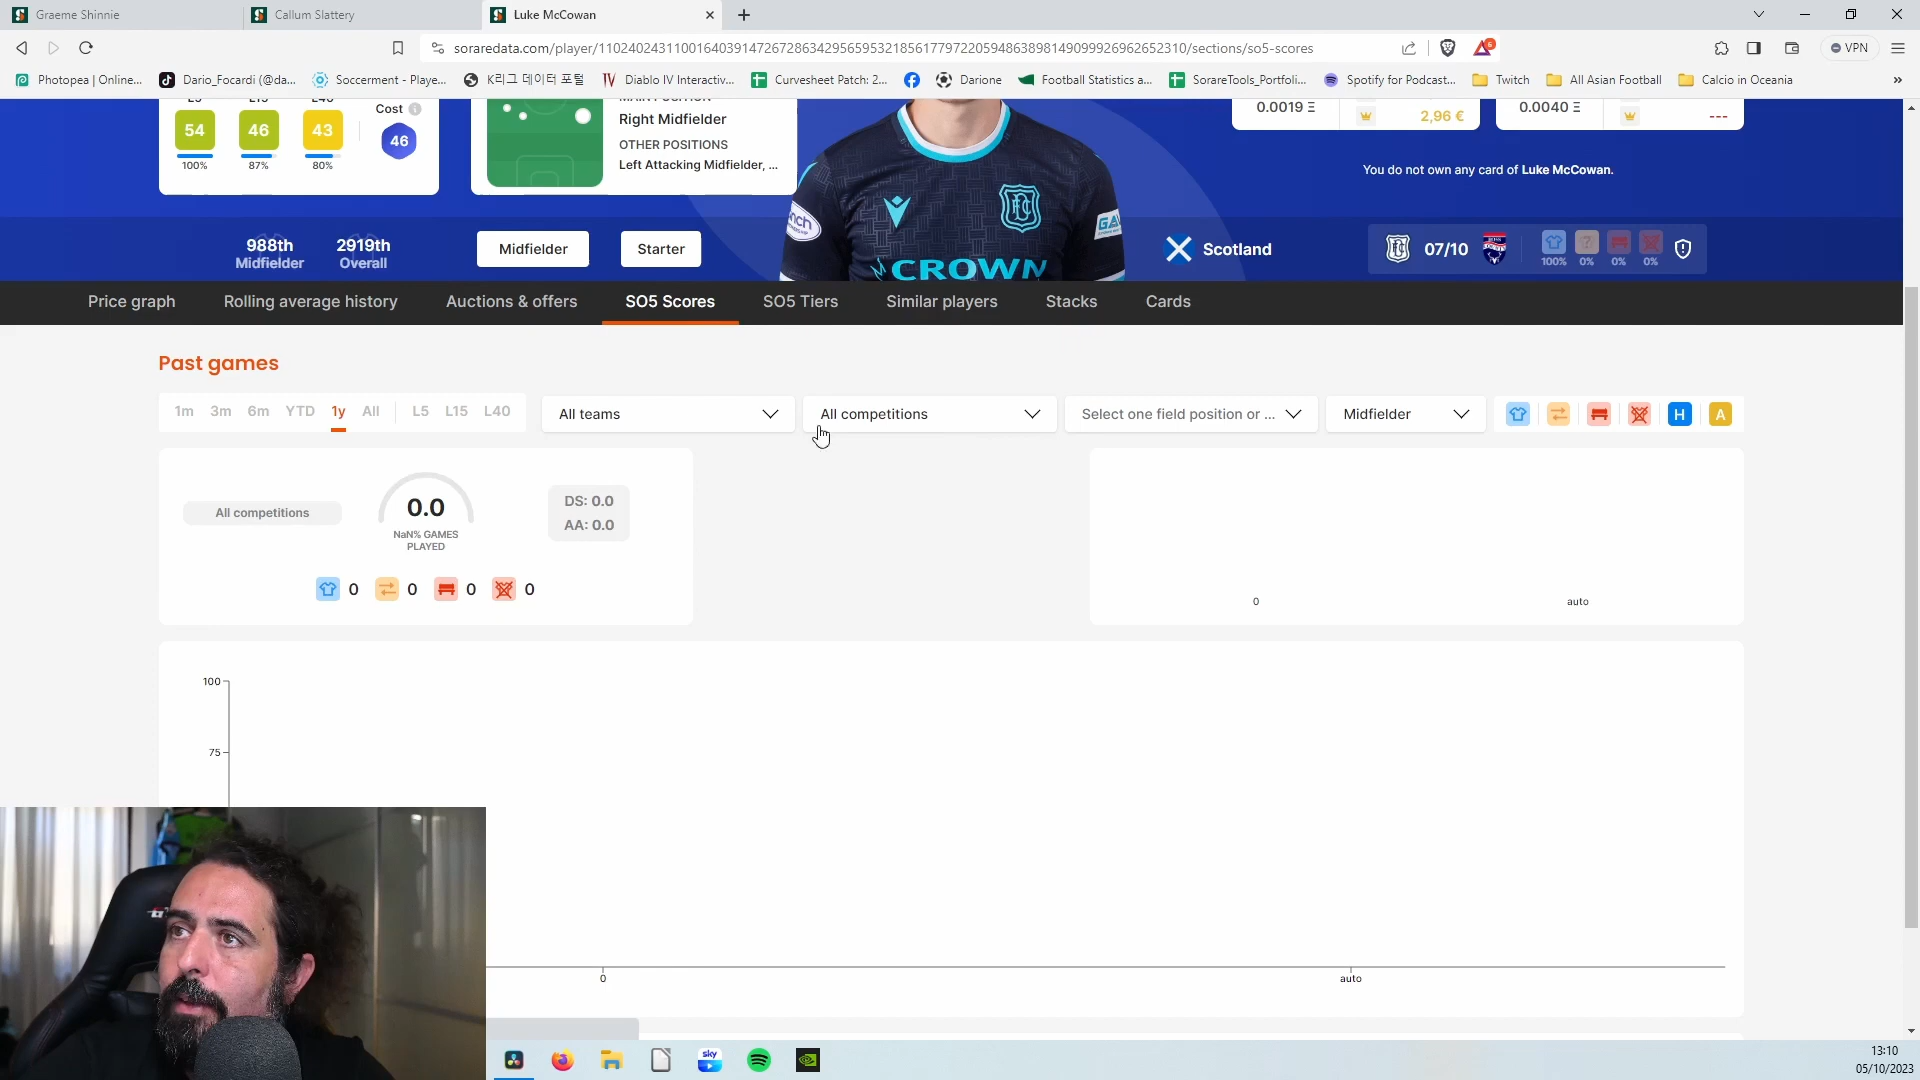 Graeme Shinnie
Callum Slattery
Luke McCowan
soraredata.com/player/110240243110016403914726728634295659532185617797220594863898149099926962652310/sections/so5-scores
VPN
Photopea | Online...
Dario_Focardi (@da...
Soccerment - Playe...
K리그 데이터 포털
Diablo IV Interactiv...
Curvesheet Patch: 2...
Darione
Football Statistics a...
SorareTools_Portfoli...
Spotify for Podcast...
Twitch
All Asian Football
Calcio in Oceania
Cost
54
46
43
46
100%
87%
80%
Right Midfielder
OTHER POSITIONS
Left Attacking Midfielder, ...
0.0019 Ξ
2,96 €
0.0040 Ξ
---
You do not own any card of Luke McCowan.
988th
Midfielder
2919th
Overall
Midfielder
Starter
CROWN
Scotland
07/10
100%
0%
0%
0%
Price graph
Rolling average history
Auctions & offers
SO5 Scores
SO5 Tiers
Similar players
Stacks
Cards
Past games
1m
3m
6m
YTD
1y
All
L5
L15
L40
All teams
All competitions
Select one field position or ...
Midfielder
H
A
All competitions
0.0
NaN% GAMES
PLAYED
DS: 0.0
AA: 0.0
0
0
0
0
0
auto
100
75
0
auto
sky
13:10
05/10/2023